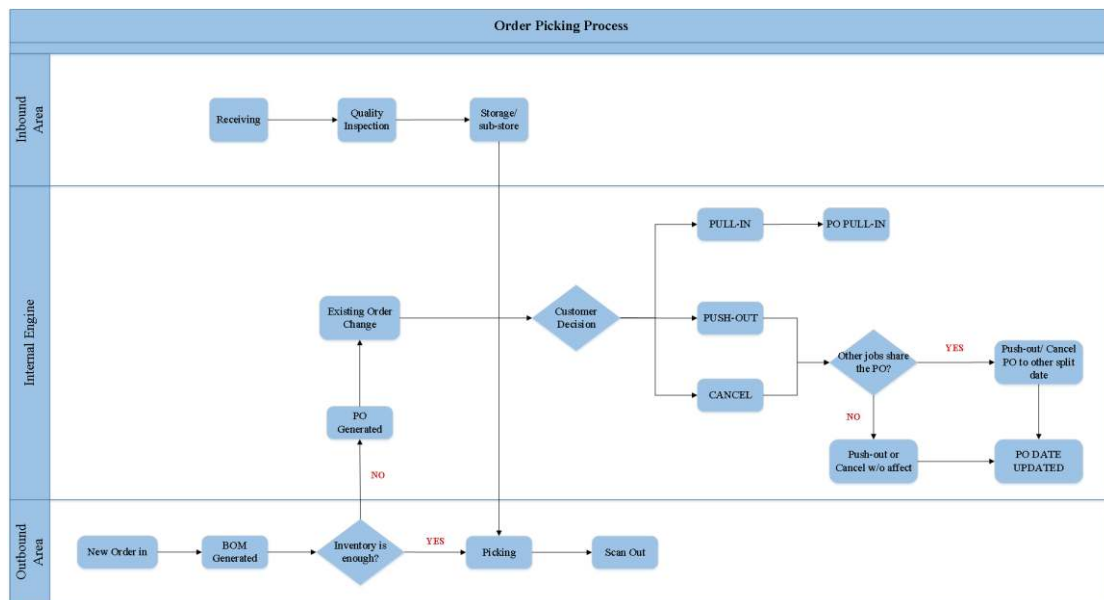 Order Picking Process
Inbound
Area
Receiving
Quality
Inspection
Storage/
sub-store
Internal Engine
PULL-IN
PO PULL-IN
Existing Order
Change
Customer
Decision
PUSH-OUT
Other jobs share
the PO?
YES
Push-out/ Cancel
PO to other split
date
CANCEL
PO
Generated
NO
NO
Push-out or
Cancel w/o affect
PO DATE
UPDATED
Outbound
Area
New Order in
BOM
Generated
Inventory is
enough?
YES
Picking
Scan Out